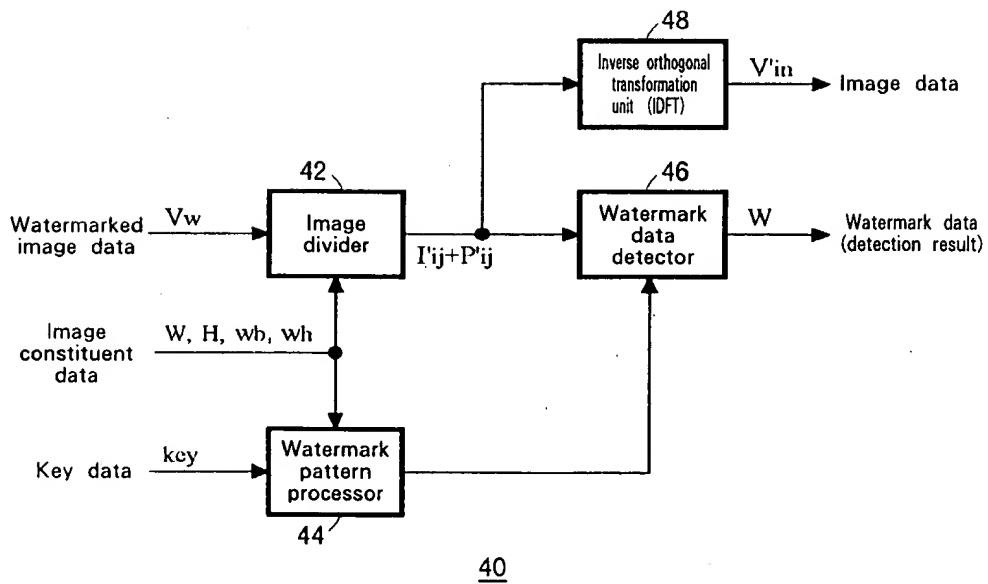 48
Inverse orthogonal
transformation
unit (IDFT)
V'in
Image data
42
46
Watermarked
image data
Vw
Image
divider
I'ij+P'ij
Watermark
data
detector
W
Watermark data
(detection result)
Image
constituent
data
W, H, wb, wh
Key data
key
Watermark
pattern
processor
44
40